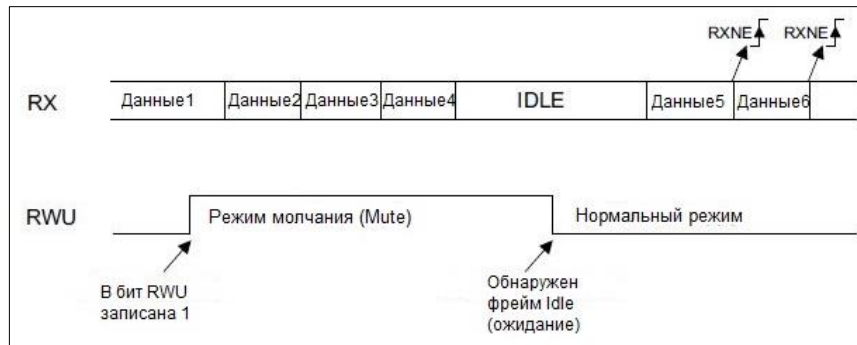 RXNE RXNE
RX Данные1 Данные2 Данные3 Данные4 IDLE Данные5 Данные6
RWU Режим молчания (Mute) Нормальный режим
В бит RWU
записана 1
Обнаружен
фрейм Idle
(ожидание)